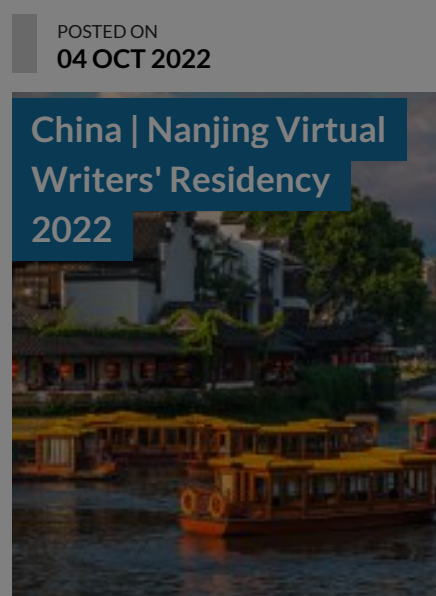 POSTED ON
04 OCT 2022
China | Nanjing Virtual
Writers' Residency
2022